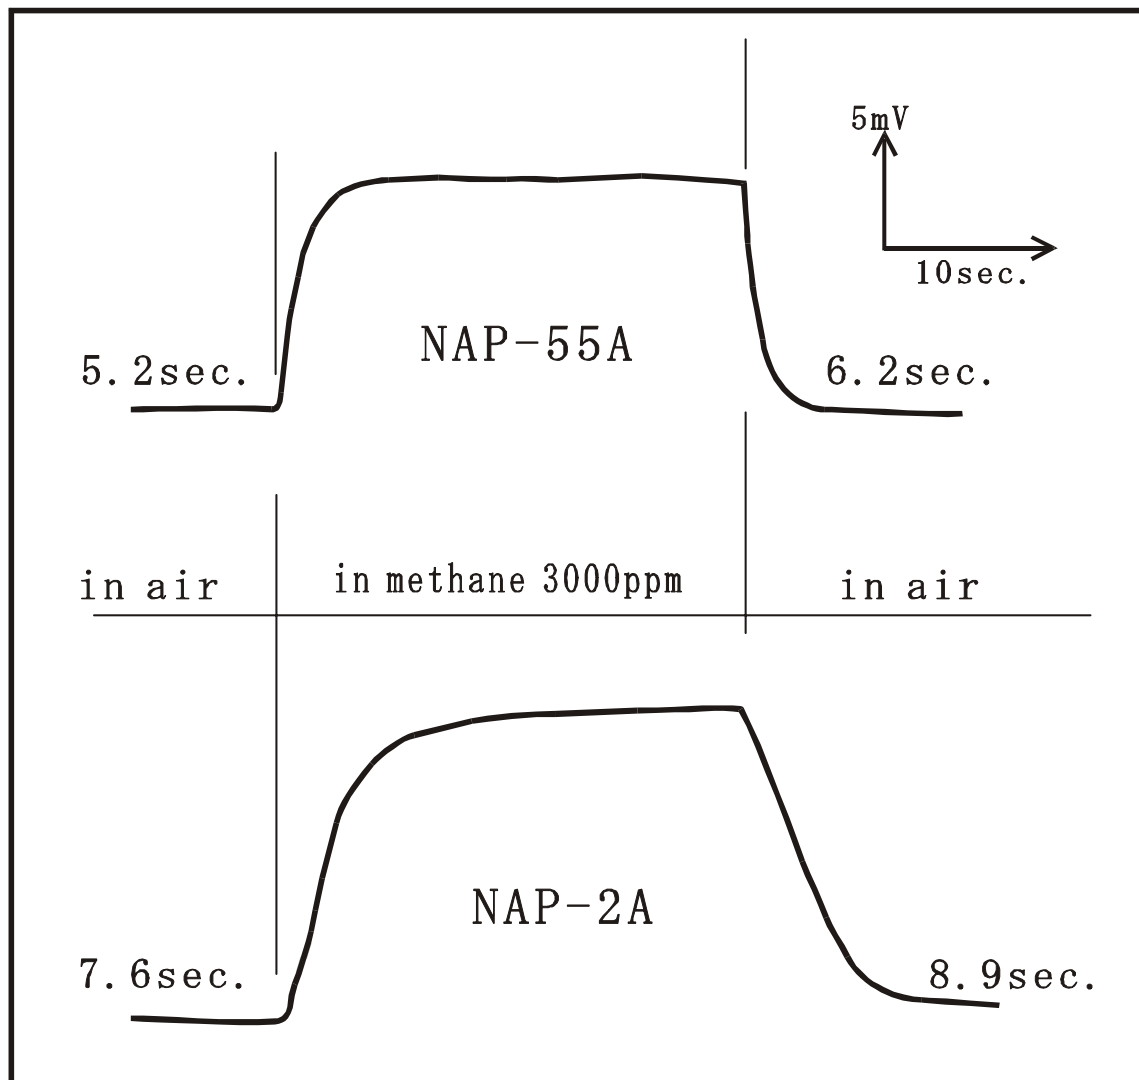 5mV
10sec.
NAP-55A
5.2sec.
6.2sec.
in air
in methane 3000ppm
in air
NAP-2A
7.6sec.
8.9sec.